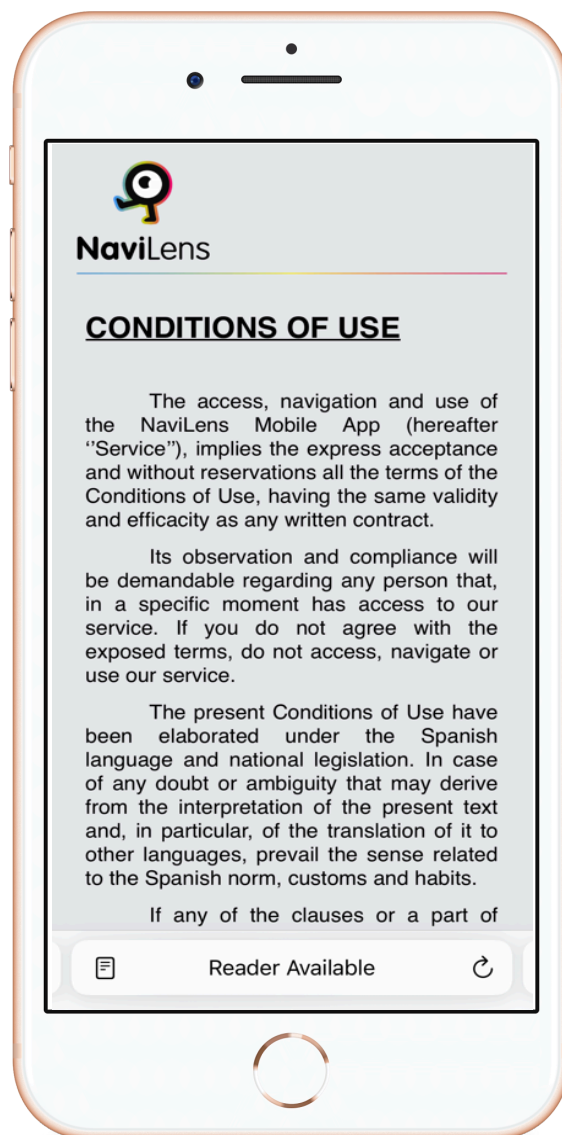 NaviLens
CONDITIONS OF USE
The access, navigation and use of
the NaviLens Mobile App (hereafter
‘‘Service’’), implies the express acceptance
and without reservations all the terms of the
Conditions of Use, having the same validity
and efficacity as any written contract.
Its observation and compliance will
be demandable regarding any person that,
in a specific moment has access to our
service. If you do not agree with the
exposed terms, do not access, navigate or
use our service.
The present Conditions of Use have
been elaborated under the Spanish
language and national legislation. In case
of any doubt or ambiguity that may derive
from the interpretation of the present text
and, in particular, of the translation of it to
other languages, prevail the sense related
to the Spanish norm, customs and habits.
If any of the clauses or a part of
Reader Available